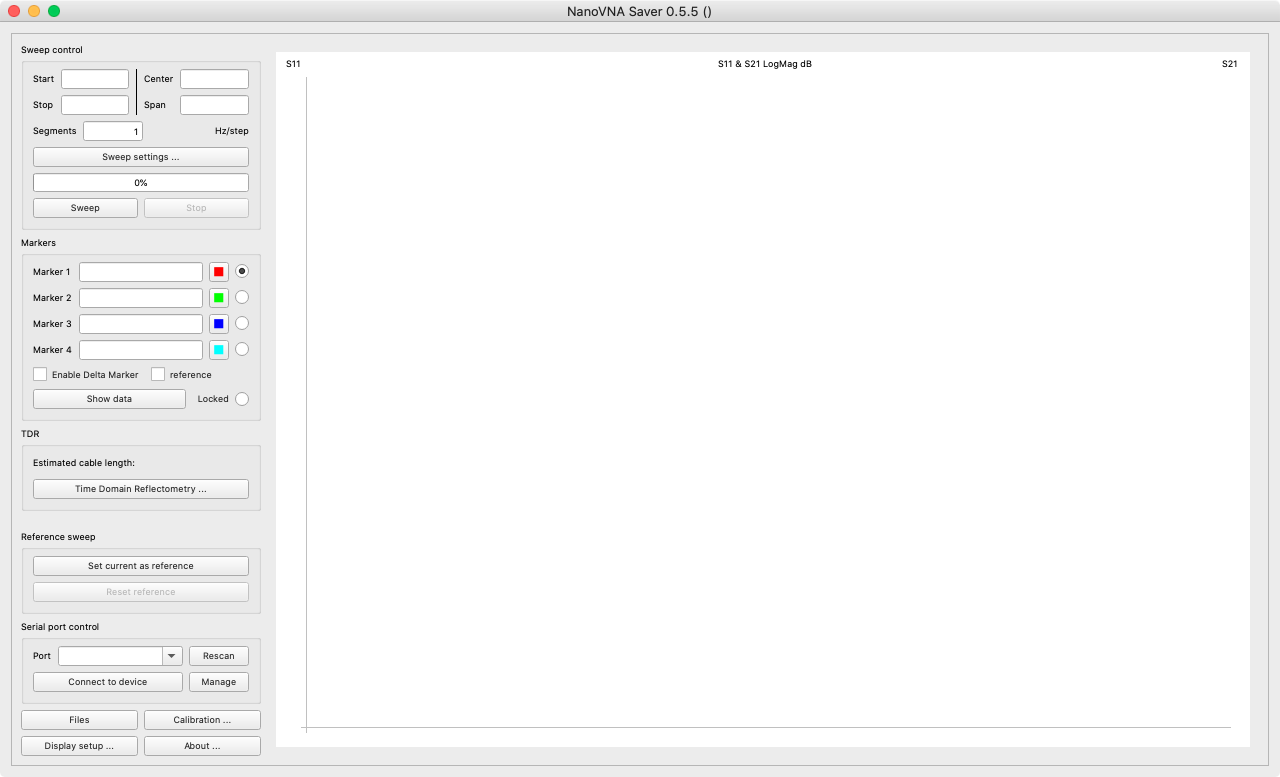 NanoVNA Saver 0.5.5 ()
Sweep control
Start
Center
Stop
Span
Segments 1 Hz/step
Sweep settings ...
0%
Sweep
Stop
Markers
Marker 1
Marker 2
Marker 3
Marker 4
Enable Delta Marker
reference
Show data
Locked
TDR
Estimated cable length:
Time Domain Reflectometry ...
Reference sweep
Set current as reference
Reset reference
Serial port control
Port
Rescan
Connect to device
Manage
Files
Calibration ...
Display setup ...
About ...
S11
S11 & S21 LogMag dB
S21